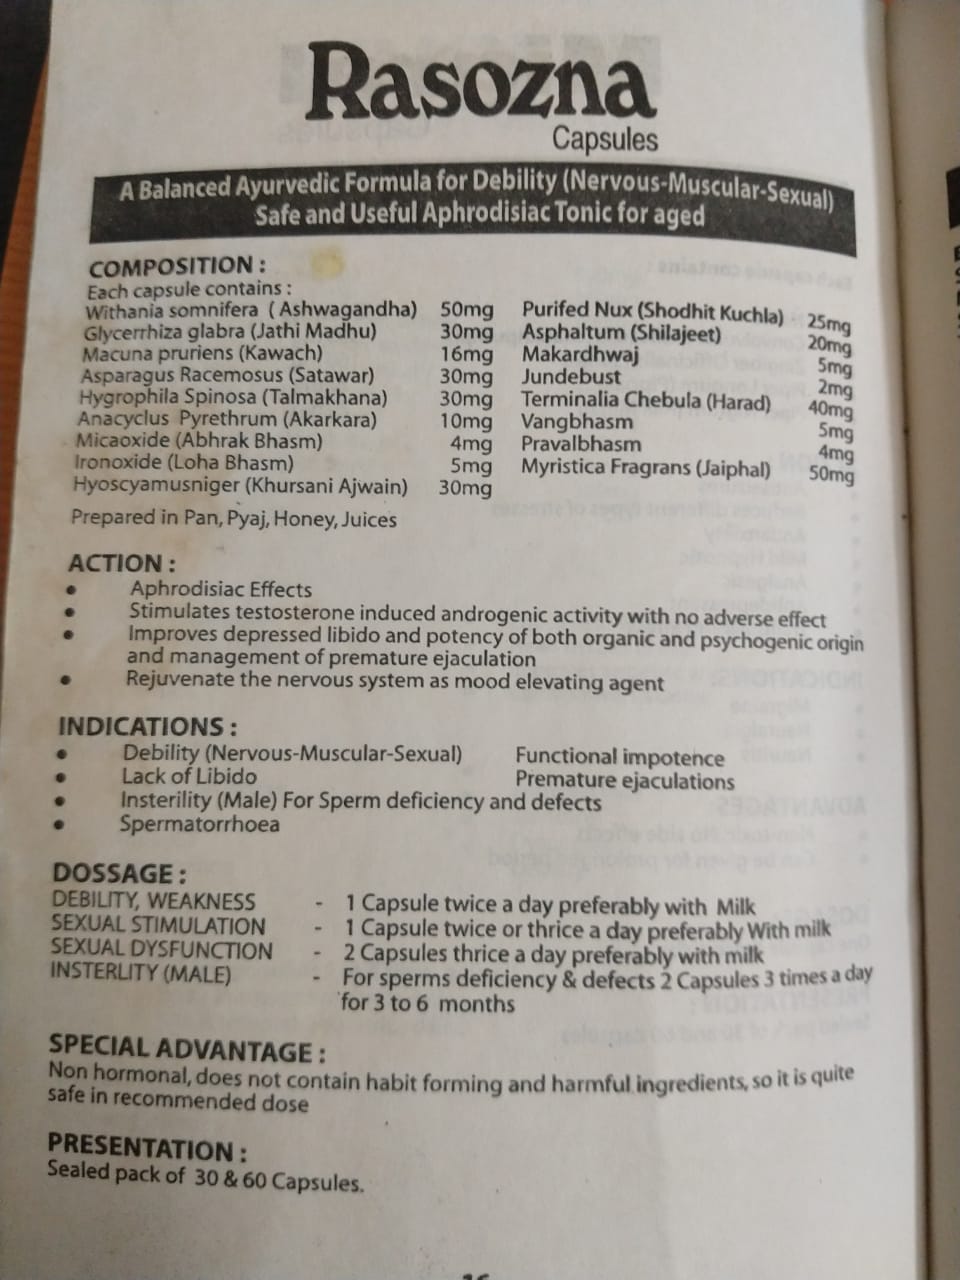 Rasozna
Capsules
A Balanced Ayurvedic Formula for Debility (Nervous-Muscular-Sexual)
Safe and Useful Aphrodisiac Tonic for aged
COMPOSITION :
Each capsule contains :
Withania somnifera ( Ashwagandha) 50mg Purifed Nux (Shodhit Kuchla) 25mg
Glycerrhiza glabra (Jathi Madhu) 30mg Asphaltum (Shilajeet) 20mg
Macuna pruriens (Kawach) 16mg Makardhwaj 5mg
Asparagus Racemosus (Satawar) 30mg Jundebust 2mg
Hygrophila Spinosa (Talmakhana) 30mg Terminalia Chebula (Harad) 40mg
Anacyclus Pyrethrum (Akarkara) 10mg Vangbhasm 5mg
Micaoxide (Abhrak Bhasm) 4mg Pravalbhasm 4mg
Ironoxide (Loha Bhasm) 5mg Myristica Fragrans (Jaiphal) 50mg
Hyoscyamusniger (Khursani Ajwain) 30mg
Prepared in Pan, Pyaj, Honey, Juices
ACTION :
• Aphrodisiac Effects
• Stimulates testosterone induced androgenic activity with no adverse effect
• Improves depressed libido and potency of both organic and psychogenic origin
and management of premature ejaculation
• Rejuvenate the nervous system as mood elevating agent
INDICATIONS :
• Debility (Nervous-Muscular-Sexual) Functional impotence
• Lack of Libido Premature ejaculations
• Insterility (Male) For Sperm deficiency and defects
• Spermatorrhoea
DOSSAGE :
DEBILITY, WEAKNESS - 1 Capsule twice a day preferably with Milk
SEXUAL STIMULATION - 1 Capsule twice or thrice a day preferably With milk
SEXUAL DYSFUNCTION - 2 Capsules thrice a day preferably with milk
INSTERLITY (MALE) - For sperms deficiency & defects 2 Capsules 3 times a day
for 3 to 6 months
SPECIAL ADVANTAGE :
Non hormonal, does not contain habit forming and harmful ingredients, so it is quite
safe in recommended dose
PRESENTATION :
Sealed pack of 30 & 60 Capsules.